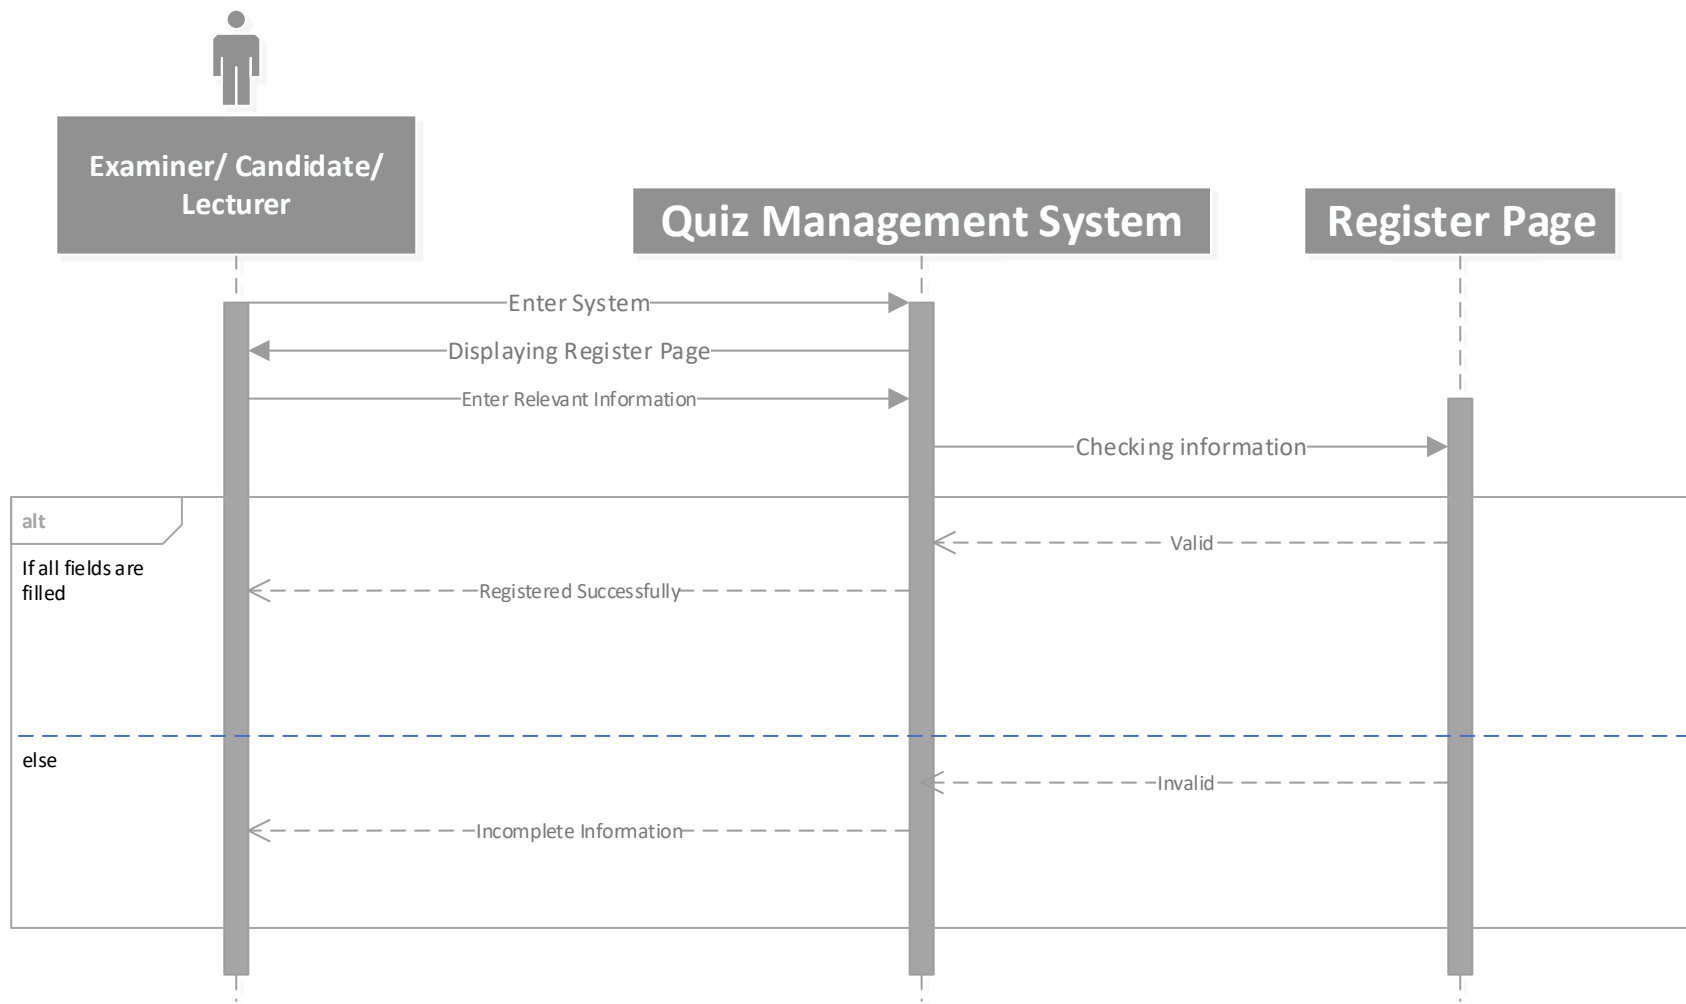 Examiner/ Candidate/
Lecturer
Quiz Management System
Register Page
Enter System
Displaying Register Page
Enter Relevant Information
Checking information
alt
Valid
If all fields are
filled
Registered Successfully
else
Invalid
Incomplete Information